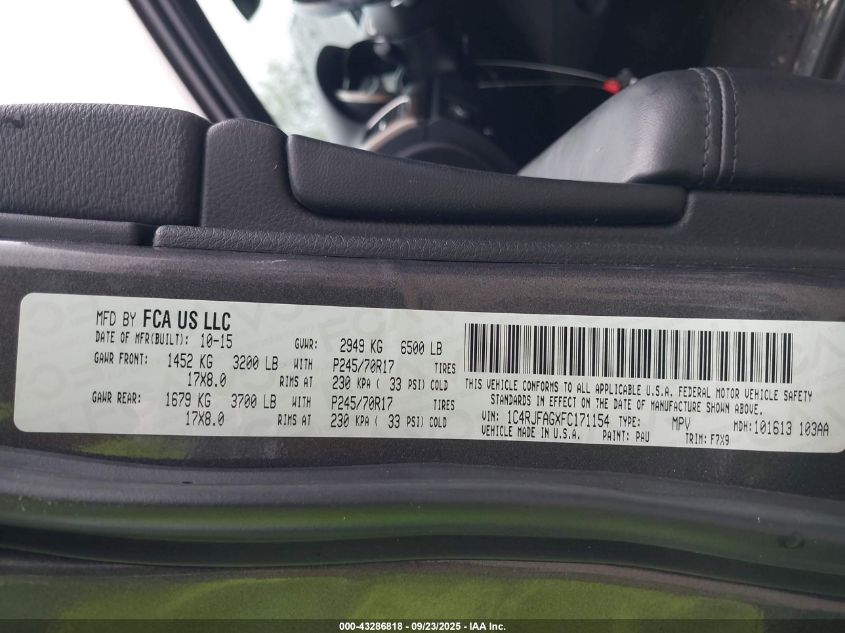 MFD BY FCA US LLC
DATE OF MFR(BUILT): 10-15 GVWR: 2949 KG 6500 LB
GAWR FRONT: 1452 KG 3200 LB WITH P245/70R17 TIRES
17X8.0 RIMS AT 230 KPA ( 33 PSI) COLD
GAWR REAR: 1679 KG 3700 LB WITH P245/70R17 TIRES
17X8.0 RIMS AT 230 KPA ( 33 PSI) COLD
THIS VEHICLE CONFORMS TO ALL APPLICABLE U.S.A. FEDERAL MOTOR VEHICLE SAFETY
STANDARDS IN EFFECT ON THE DATE OF MANUFACTURE SHOWN ABOVE.
VIN: 1C4RJFAGXFC171154 TYPE: MPV MDH: 101613 103AA
VEHICLE MADE IN U.S.A. PAINT: PAU TRIM: F7X9
000-43286818 - 09/23/2025 - IAA Inc.